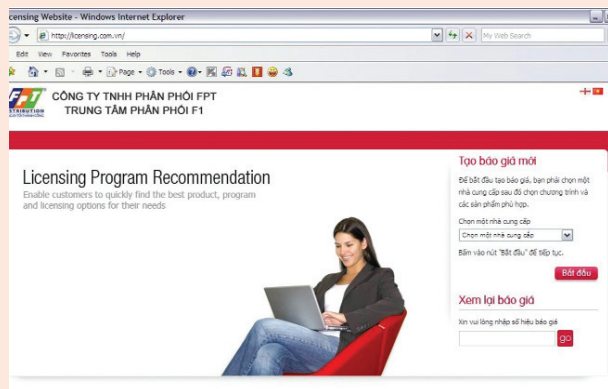 censing Website - Windows Internet Explorer
http://licensing.com.vn/
My Web Search
Edit View Favorites Tools Help
Page Tools
FPT
DISTRIBUTION
CÔNG TY TNHH PHÂN PHỐI FPT
TRUNG TÂM PHÂN PHỐI F1
Licensing Program Recommendation
Enable customers to quickly find the best product, program
and licensing options for their needs
Tạo báo giá mới
Để bắt đầu tạo báo giá, bạn phải chọn một
nhà cung cấp sau đó chọn chương trình và
các sản phẩm phù hợp.
Chọn một nhà cung cấp
Chọn một nhà cung cấp
Bấm vào nút "Bắt đầu" để tiếp tục.
Bắt đầu
Xem lại báo giá
Xin vui lòng nhập số hiệu báo giá
go